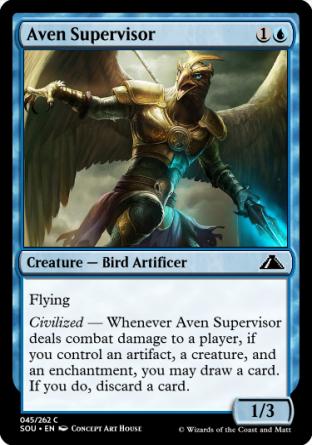 Aven Supervisor 1
Creature — Bird Artificer
Flying
Civilized — Whenever Aven Supervisor
deals combat damage to a player, if
you control an artifact, a creature, and
an enchantment, you may draw a card.
If you do, discard a card.
1/3
045/262 C
SOU • EN Concept Art House © Wizards of the Coast and Matt